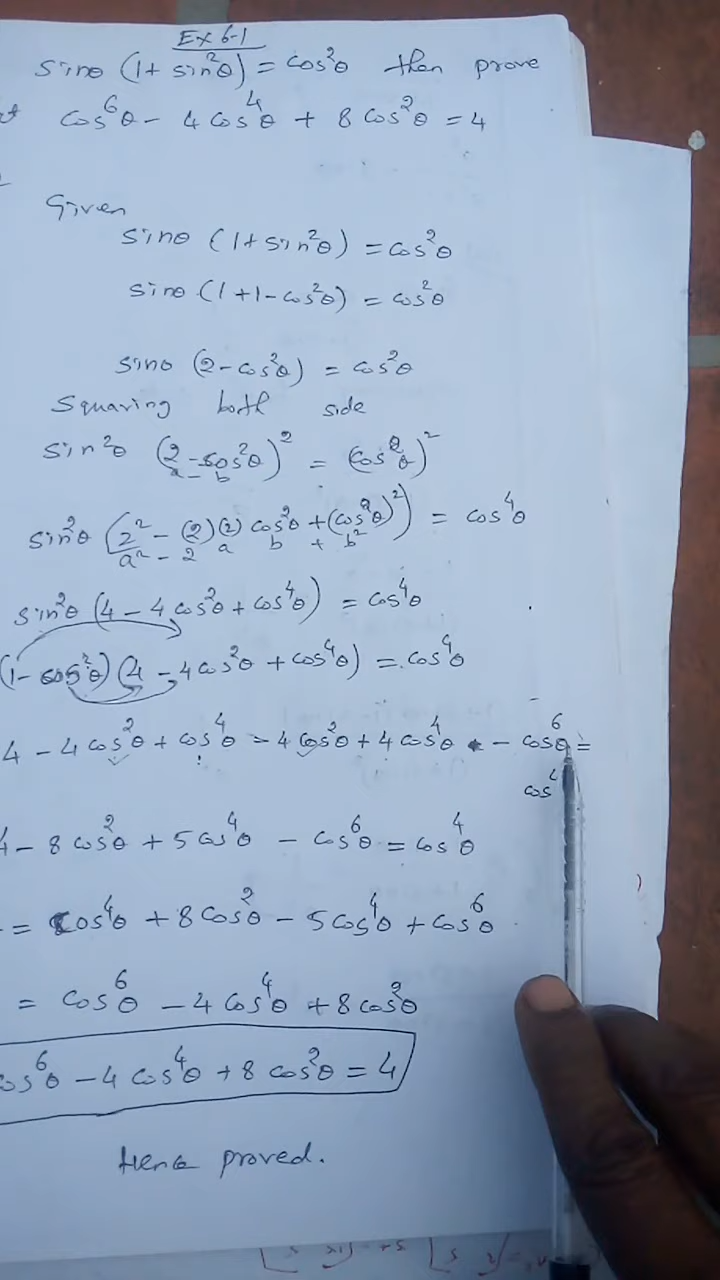 Ex 6-1
sinθ (1 + sin²θ) = cos²θ then prove
cos⁶θ - 4 cos⁴θ + 8 cos²θ = 4
Given
sinθ (1 + sin²θ) = cos²θ
sinθ (1 + 1 - cos²θ) = cos²θ
sinθ (2 - cos²θ) = cos²θ
Squaring both side
sin²θ (2 - cos²θ)² = (cos²θ)²
a - b
sin²θ (2² - (2)(2) cos²θ + (cos²θ)²) = cos⁴θ
a² - 2 a b + b²
sin²θ (4 - 4 cos²θ + cos⁴θ) = cos⁴θ
(1 - cos²θ) (4 - 4 cos²θ + cos⁴θ) = cos⁴θ
4 - 4 cos²θ + cos⁴θ - 4 cos²θ + 4 cos⁴θ - cos⁶θ =
cos⁴
4 - 8 cos²θ + 5 cos⁴θ - cos⁶θ = cos⁴θ
= cos⁴θ + 8 cos²θ - 5 cos⁴θ + cos⁶θ
= cos⁶θ - 4 cos⁴θ + 8 cos²θ
cos⁶θ - 4 cos⁴θ + 8 cos²θ = 4
Hence proved.